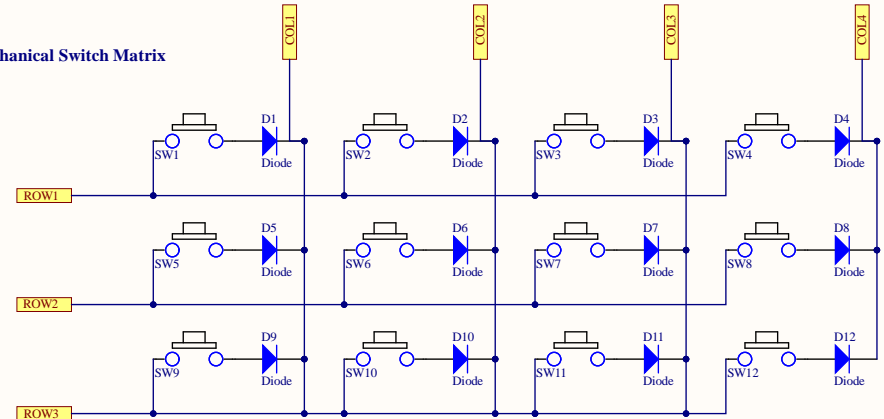 COL1 COL2 COL3 COL4
hanical Switch Matrix
D1 D2 D3 D4
SW1 Diode SW2 Diode SW3 Diode SW4 Diode
ROW1
D5 D6 D7 D8
SW5 Diode SW6 Diode SW7 Diode SW8 Diode
ROW2
D9 D10 D11 D12
SW9 Diode SW10 Diode SW11 Diode SW12 Diode
ROW3